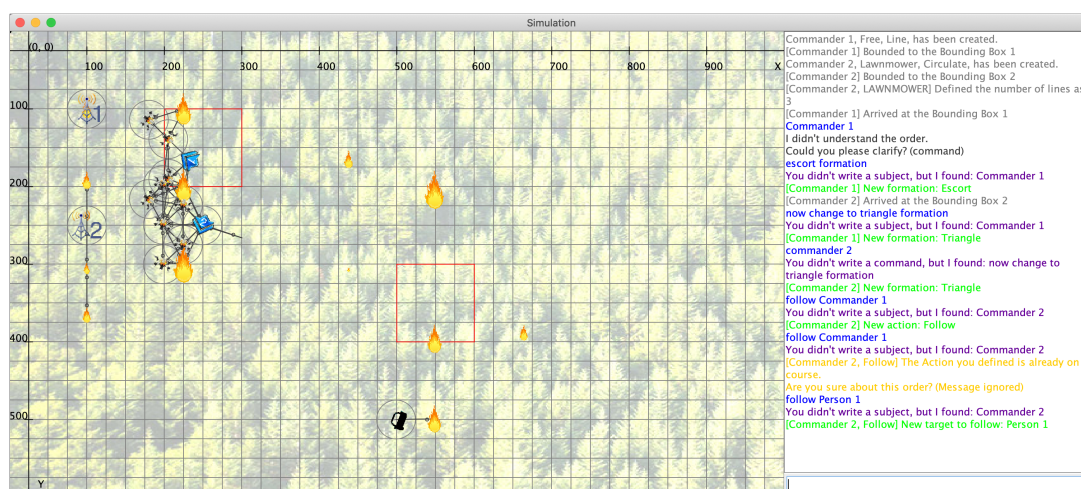 Simulation
(0, 0)
100 200 300 400 500 600 700 800 900 X
100
200
300
400
500
Y
1
2
Commander 1, Free, Line, has been created.
[Commander 1] Bounded to the Bounding Box 1
Commander 2, Lawnmower, Circulate, has been created.
[Commander 2] Bounded to the Bounding Box 2
[Commander 2, LAWNMOWER] Defined the number of lines as
3
[Commander 1] Arrived at the Bounding Box 1
Commander 1
I didn't understand the order.
Could you please clarify? (command)
escort formation
You didn't write a subject, but I found: Commander 1
[Commander 1] New formation: Escort
[Commander 2] Arrived at the Bounding Box 2
now change to triangle formation
You didn't write a subject, but I found: Commander 1
[Commander 1] New formation: Triangle
commander 2
You didn't write a command, but I found: now change to
triangle formation
[Commander 2] New formation: Triangle
follow Commander 1
You didn't write a subject, but I found: Commander 2
[Commander 2] New action: Follow
follow Commander 1
You didn't write a subject, but I found: Commander 2
[Commander 2, Follow] The Action you defined is already on
course.
Are you sure about this order? (Message ignored)
follow Person 1
You didn't write a subject, but I found: Commander 2
[Commander 2, Follow] New target to follow: Person 1